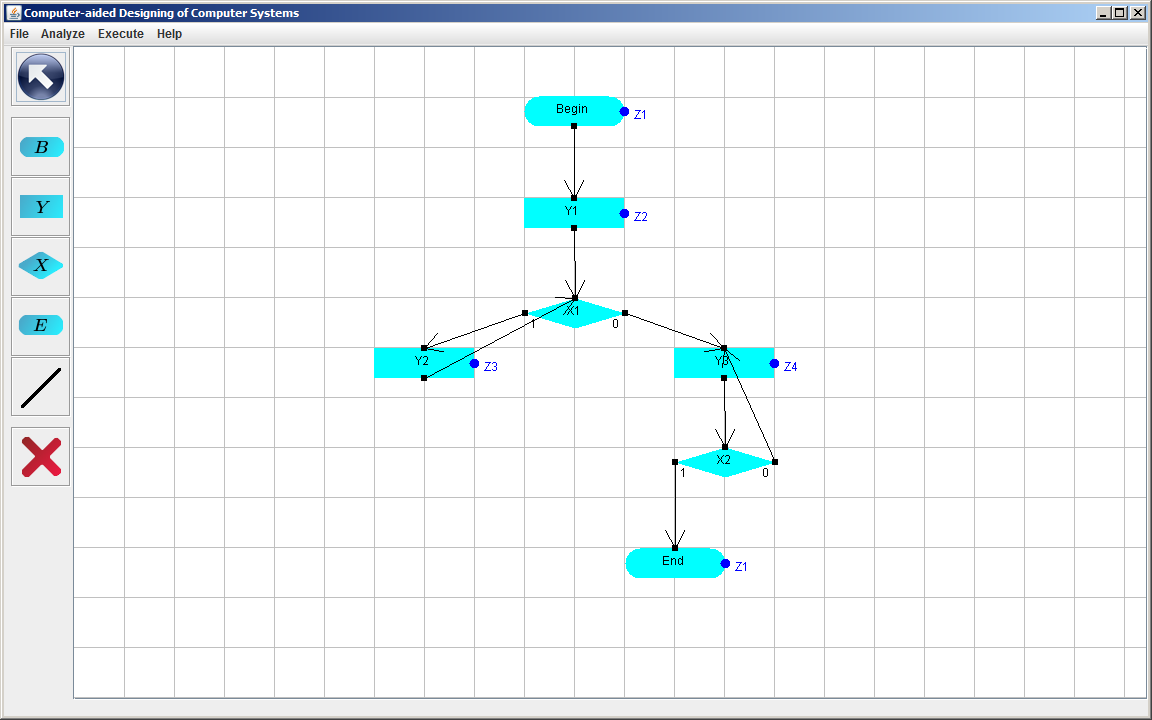 Computer-aided Designing of Computer Systems
File Analyze Execute Help
Begin Z1
B
Y
Y1 Z2
X
X1
1 0
E
Y2 Z3 Y3 Z4
X2
1 0
End Z1